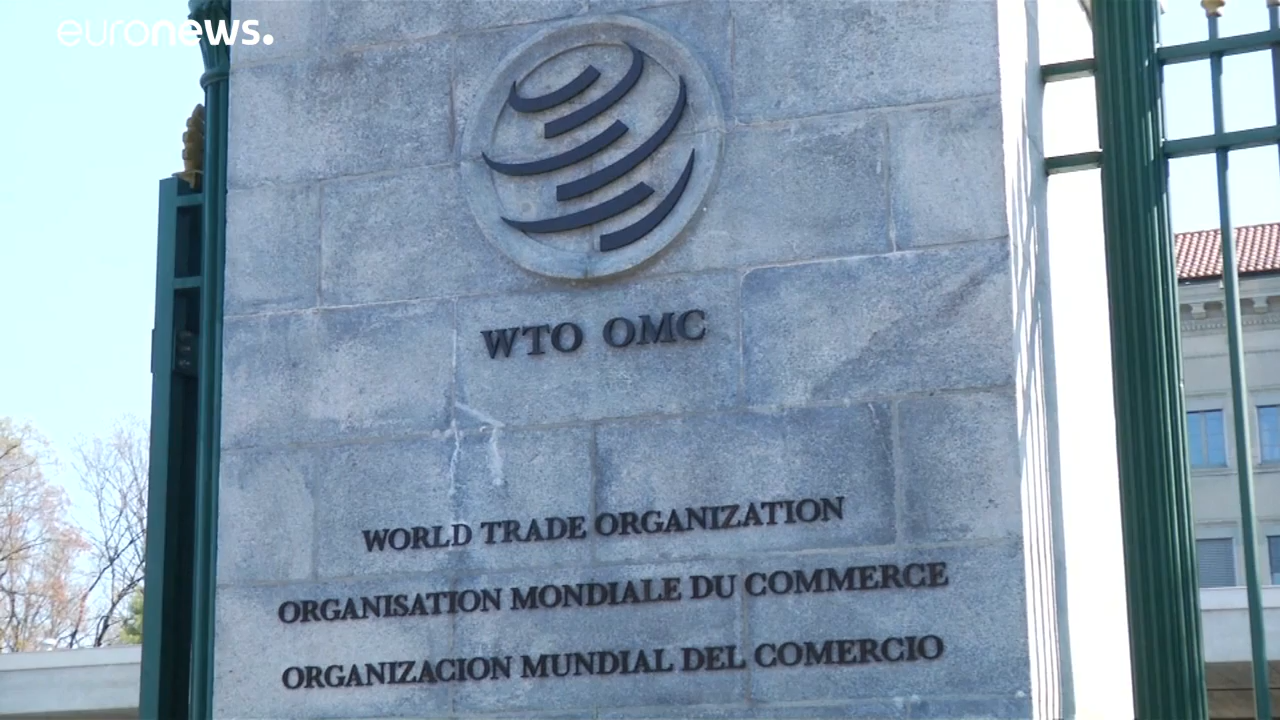 euronews.
WTO OMC
WORLD TRADE ORGANIZATION
ORGANISATION MONDIALE DU COMMERCE
ORGANIZACION MUNDIAL DEL COMERCIO